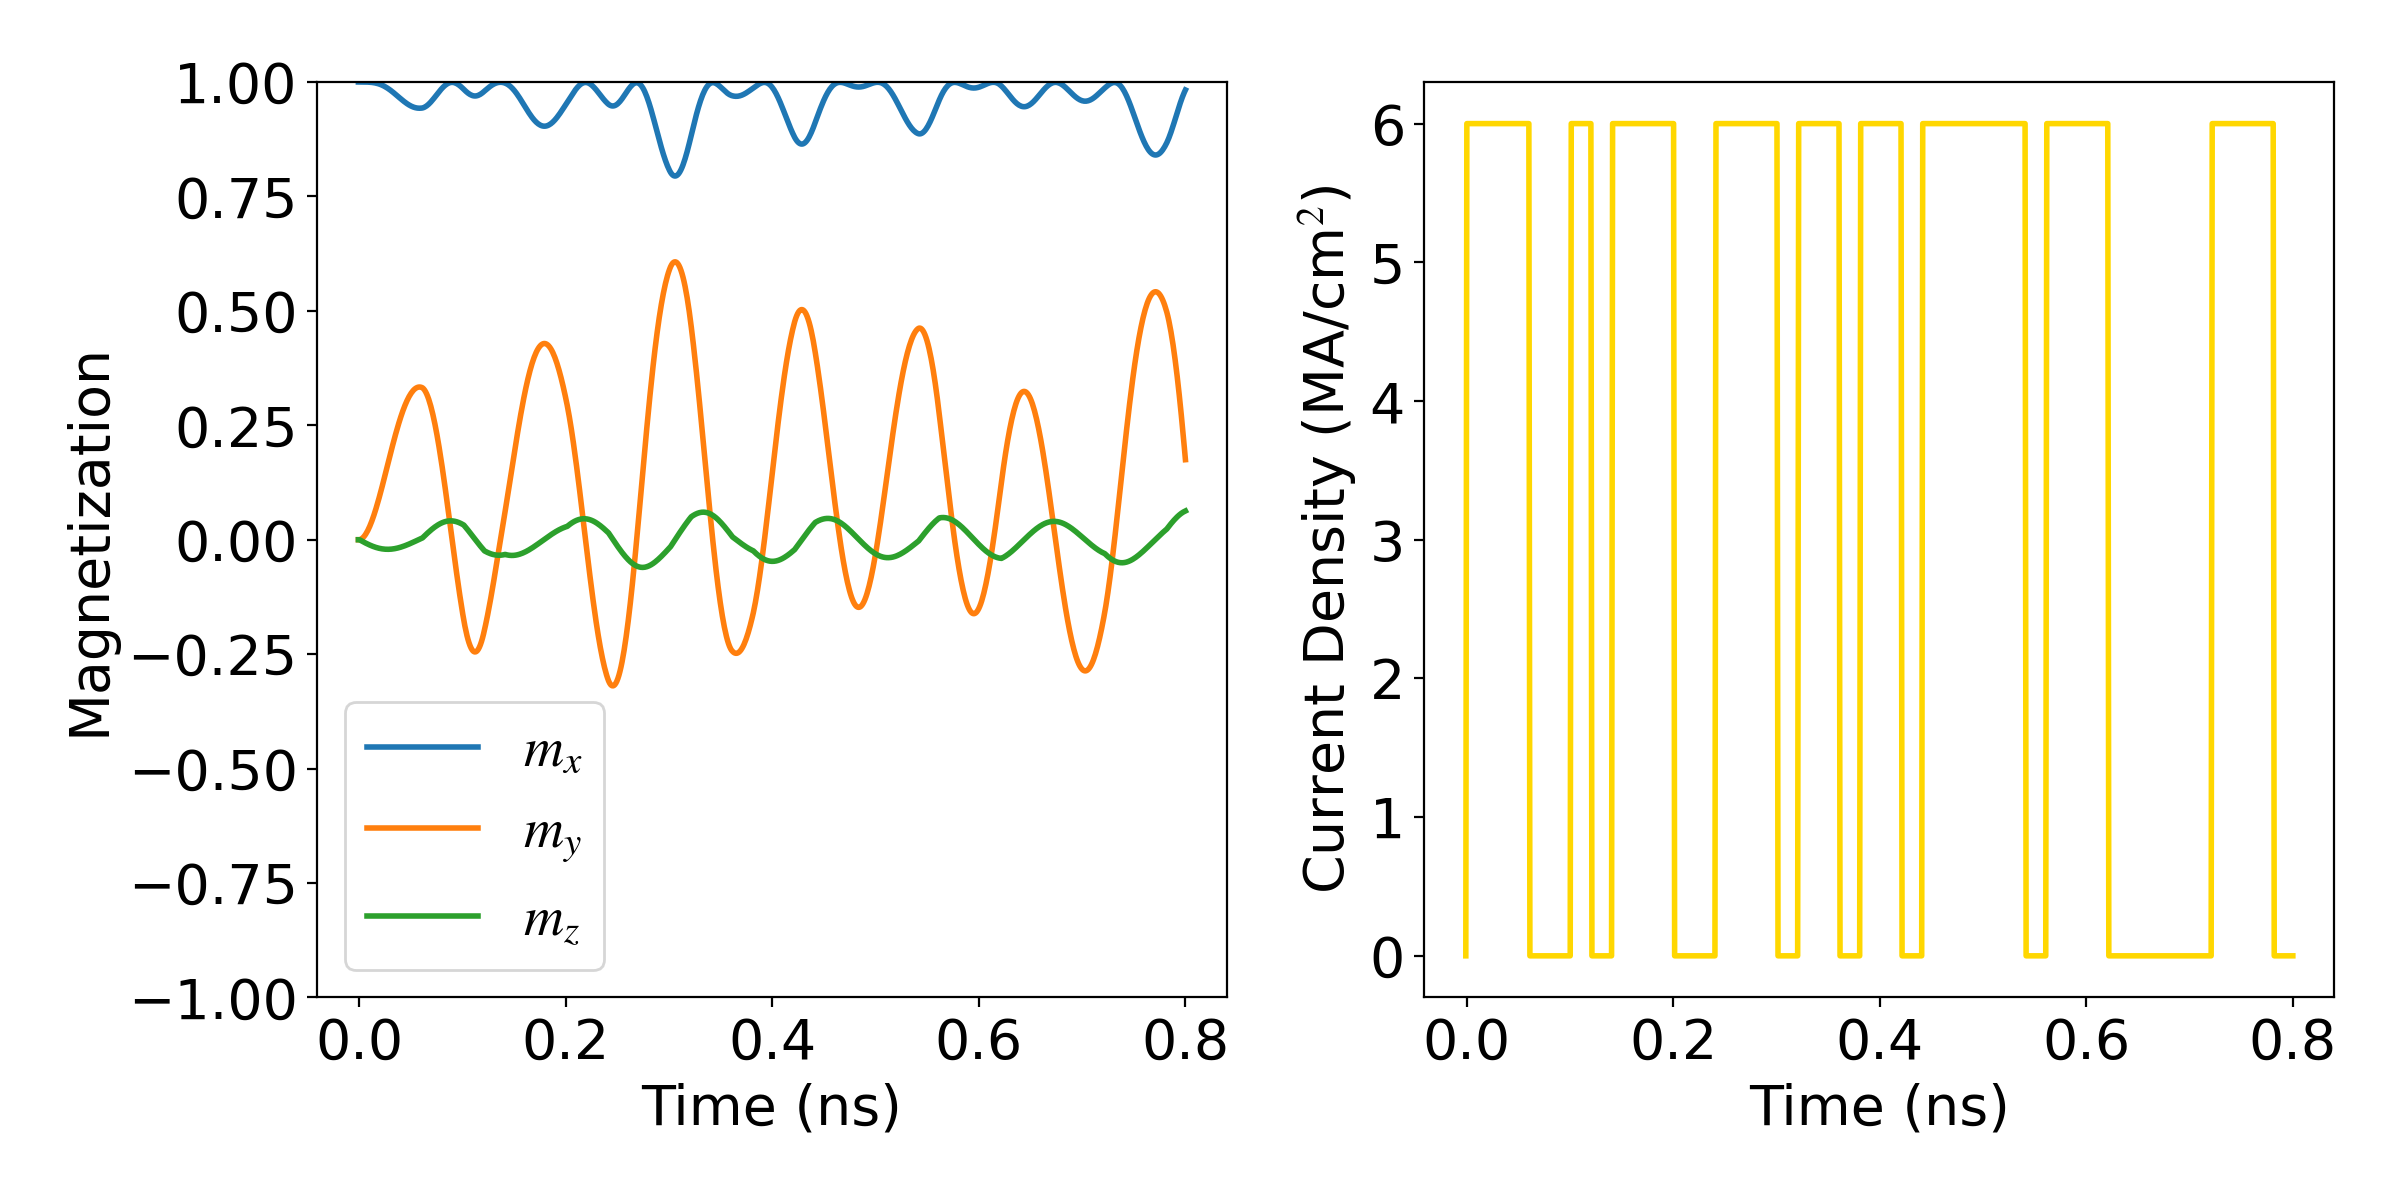 1.00
0.75
0.50
0.25
0.00
−0.25
−0.50
−0.75
−1.00
Magnetization
m_x
m_y
m_z
0.0 0.2 0.4 0.6 0.8
Time (ns)
6
5
4
3
2
1
0
Current Density (MA/cm²)
0.0 0.2 0.4 0.6 0.8
Time (ns)